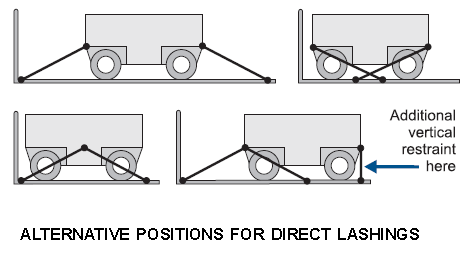 Additional
vertical
restraint
here
ALTERNATIVE POSITIONS FOR DIRECT LASHINGS